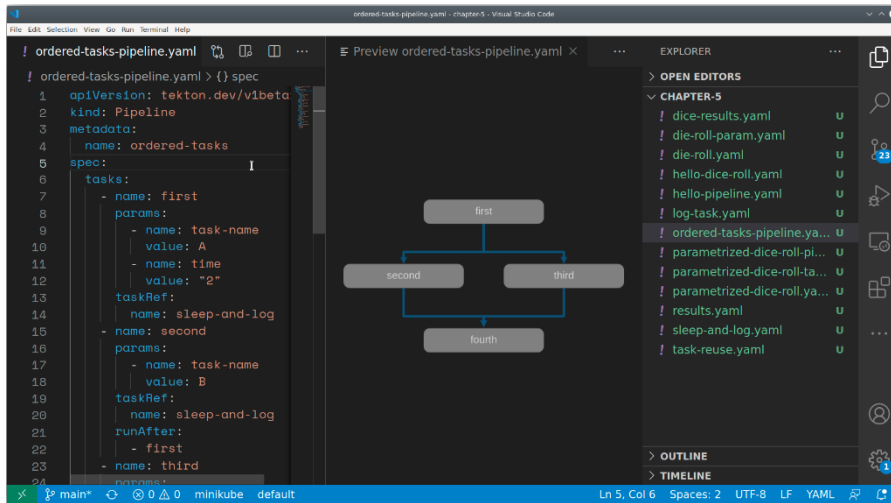 ordered-tasks-pipeline.yaml - chapter-5 - Visual Studio Code
File Edit Selection View Go Run Terminal Help
! ordered-tasks-pipeline.yaml
! ordered-tasks-pipeline.yaml > {} spec
1 apiVersion: tekton.dev/v1beta
2 kind: Pipeline
3 metadata:
4 name: ordered-tasks
5 spec:
6 tasks:
7 - name: first
8 params:
9 - name: task-name
10 value: A
11 - name: time
12 value: "2"
13 taskRef:
14 name: sleep-and-log
15 - name: second
16 params:
17 - name: task-name
18 value: B
19 taskRef:
20 name: sleep-and-log
21 runAfter:
22 - first
23 - name: third
24 params:
Preview ordered-tasks-pipeline.yaml
first
second third
fourth
EXPLORER
OPEN EDITORS
CHAPTER-5
! dice-results.yaml U
! die-roll-param.yaml U
! die-roll.yaml U
! hello-dice-roll.yaml U
! hello-pipeline.yaml U
! log-task.yaml U
! ordered-tasks-pipeline.ya... U
! parametrized-dice-roll-pi... U
! parametrized-dice-roll-ta... U
! parametrized-dice-roll.ya... U
! results.yaml U
! sleep-and-log.yaml U
! task-reuse.yaml U
OUTLINE
TIMELINE
23
1
main* 0 0 minikube default Ln 5, Col 6 Spaces: 2 UTF-8 LF YAML